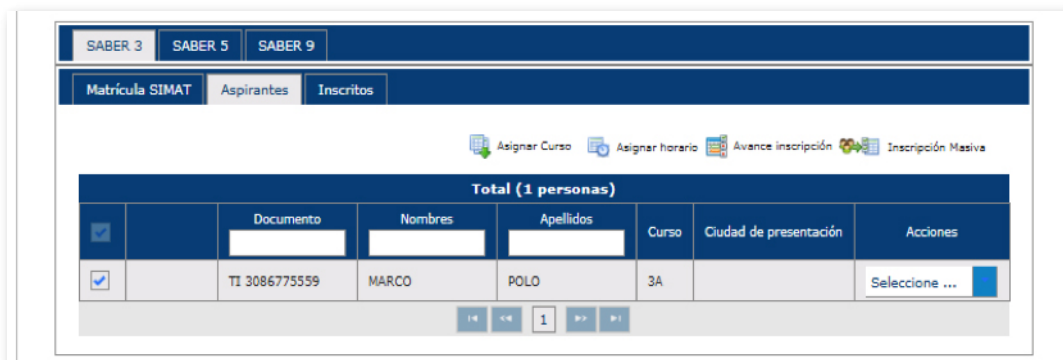 SABER 3 SABER 5 SABER 9
Matrícula SIMAT Aspirantes Inscritos
Asignar Curso Asignar horario Avance inscripción Inscripción Masiva
Total (1 personas)
Documento Nombres Apellidos Curso Ciudad de presentación Acciones
TI 3086775559 MARCO POLO 3A Seleccione ...
1